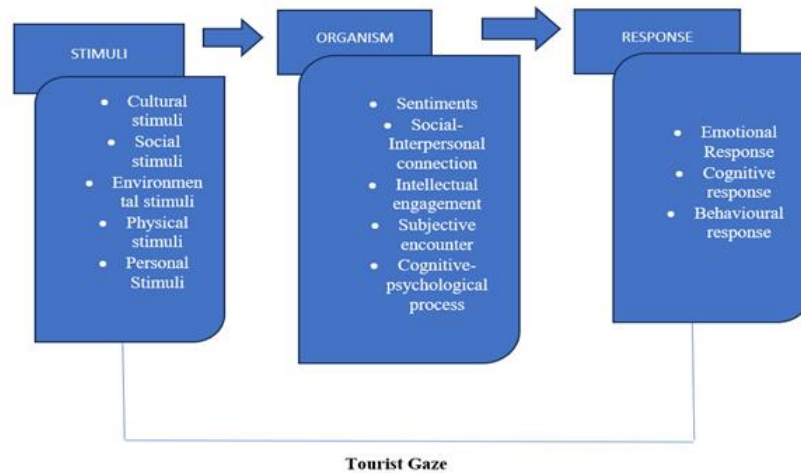 STIMULI
• Cultural
stimuli
• Social
stimuli
• Environmen
tal stimuli
• Physical
stimuli
• Personal
Stimuli
ORGANISM
• Sentiments
• Social-
Interpersonal
connection
• Intellectual
engagement
• Subjective
encounter
• Cognitive-
psychological
process
RESPONSE
• Emotional
Response
• Cognitive
response
• Behavioural
response
Tourist Gaze